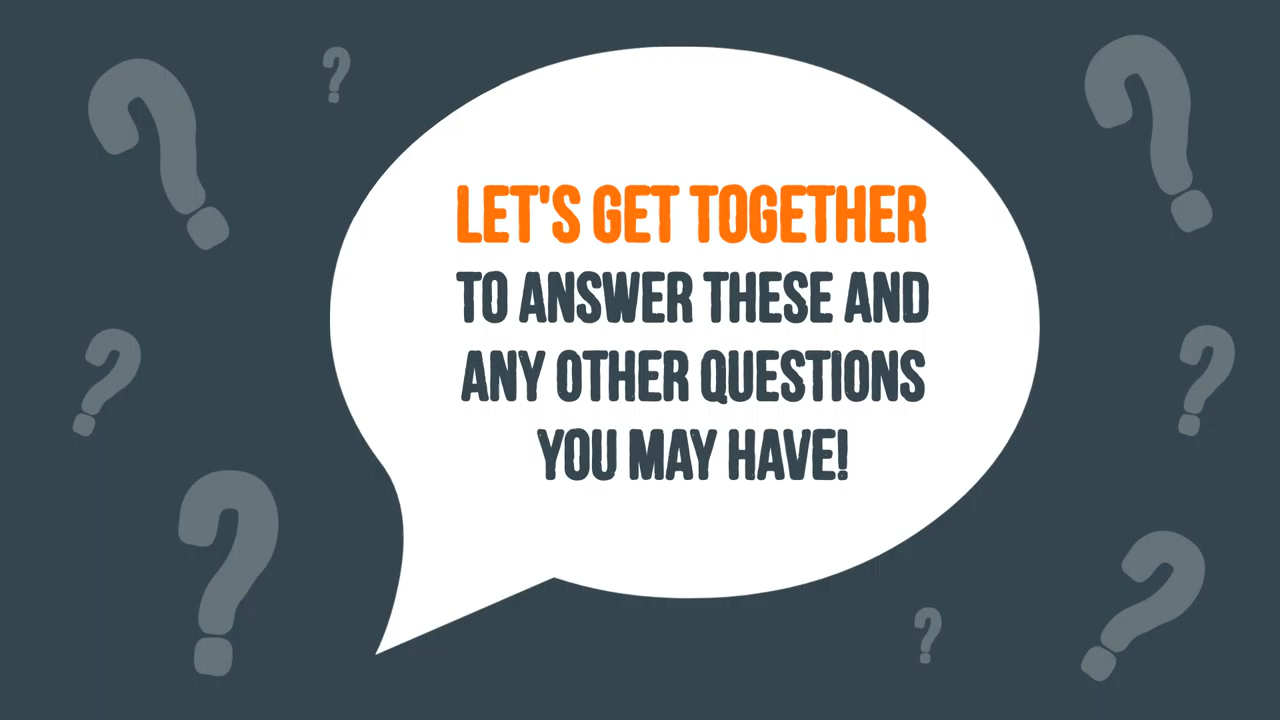 LET'S GET TOGETHER
TO ANSWER THESE AND
ANY OTHER QUESTIONS
YOU MAY HAVE!